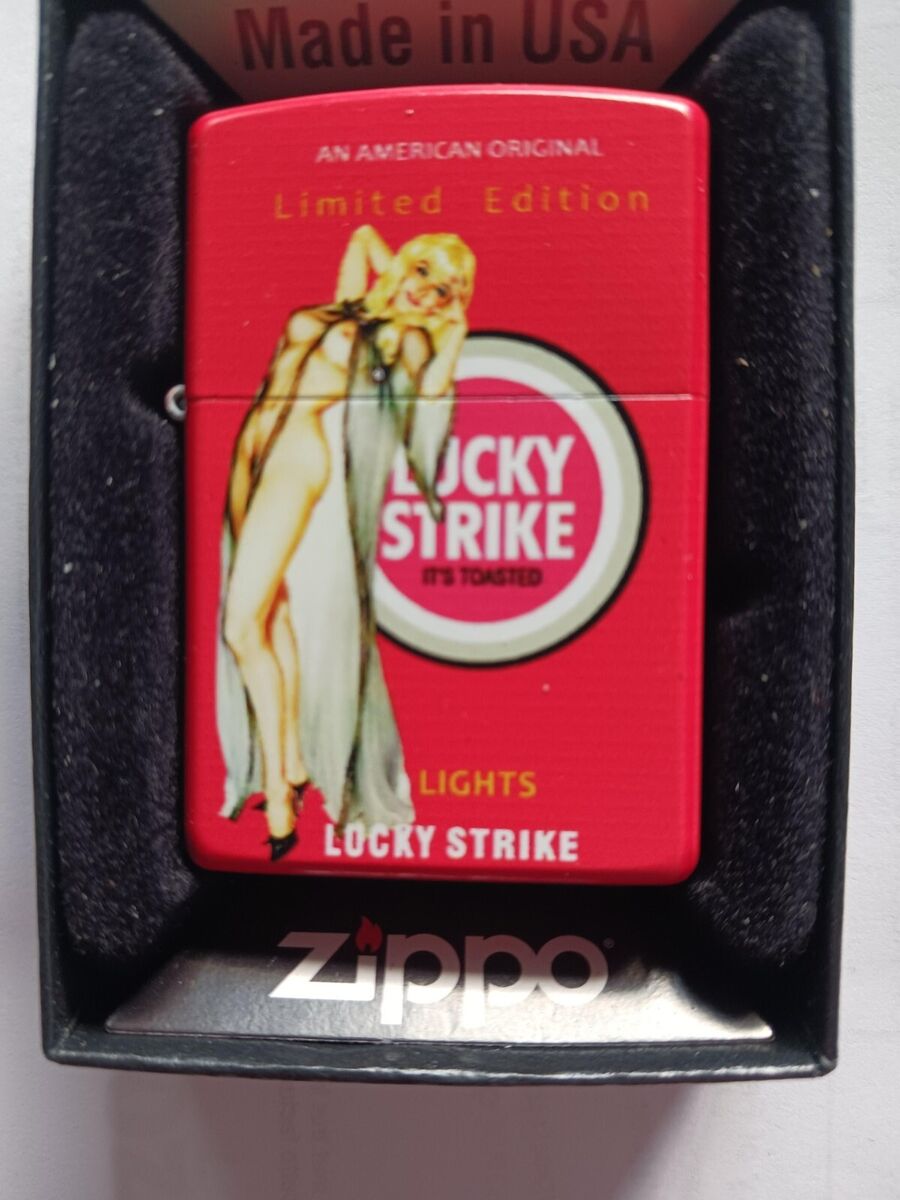 Made in USA
AN AMERICAN ORIGINAL
Limited Edition
LUCKY
STRIKE
IT'S TOASTED
LIGHTS
LUCKY STRIKE
Zippo®